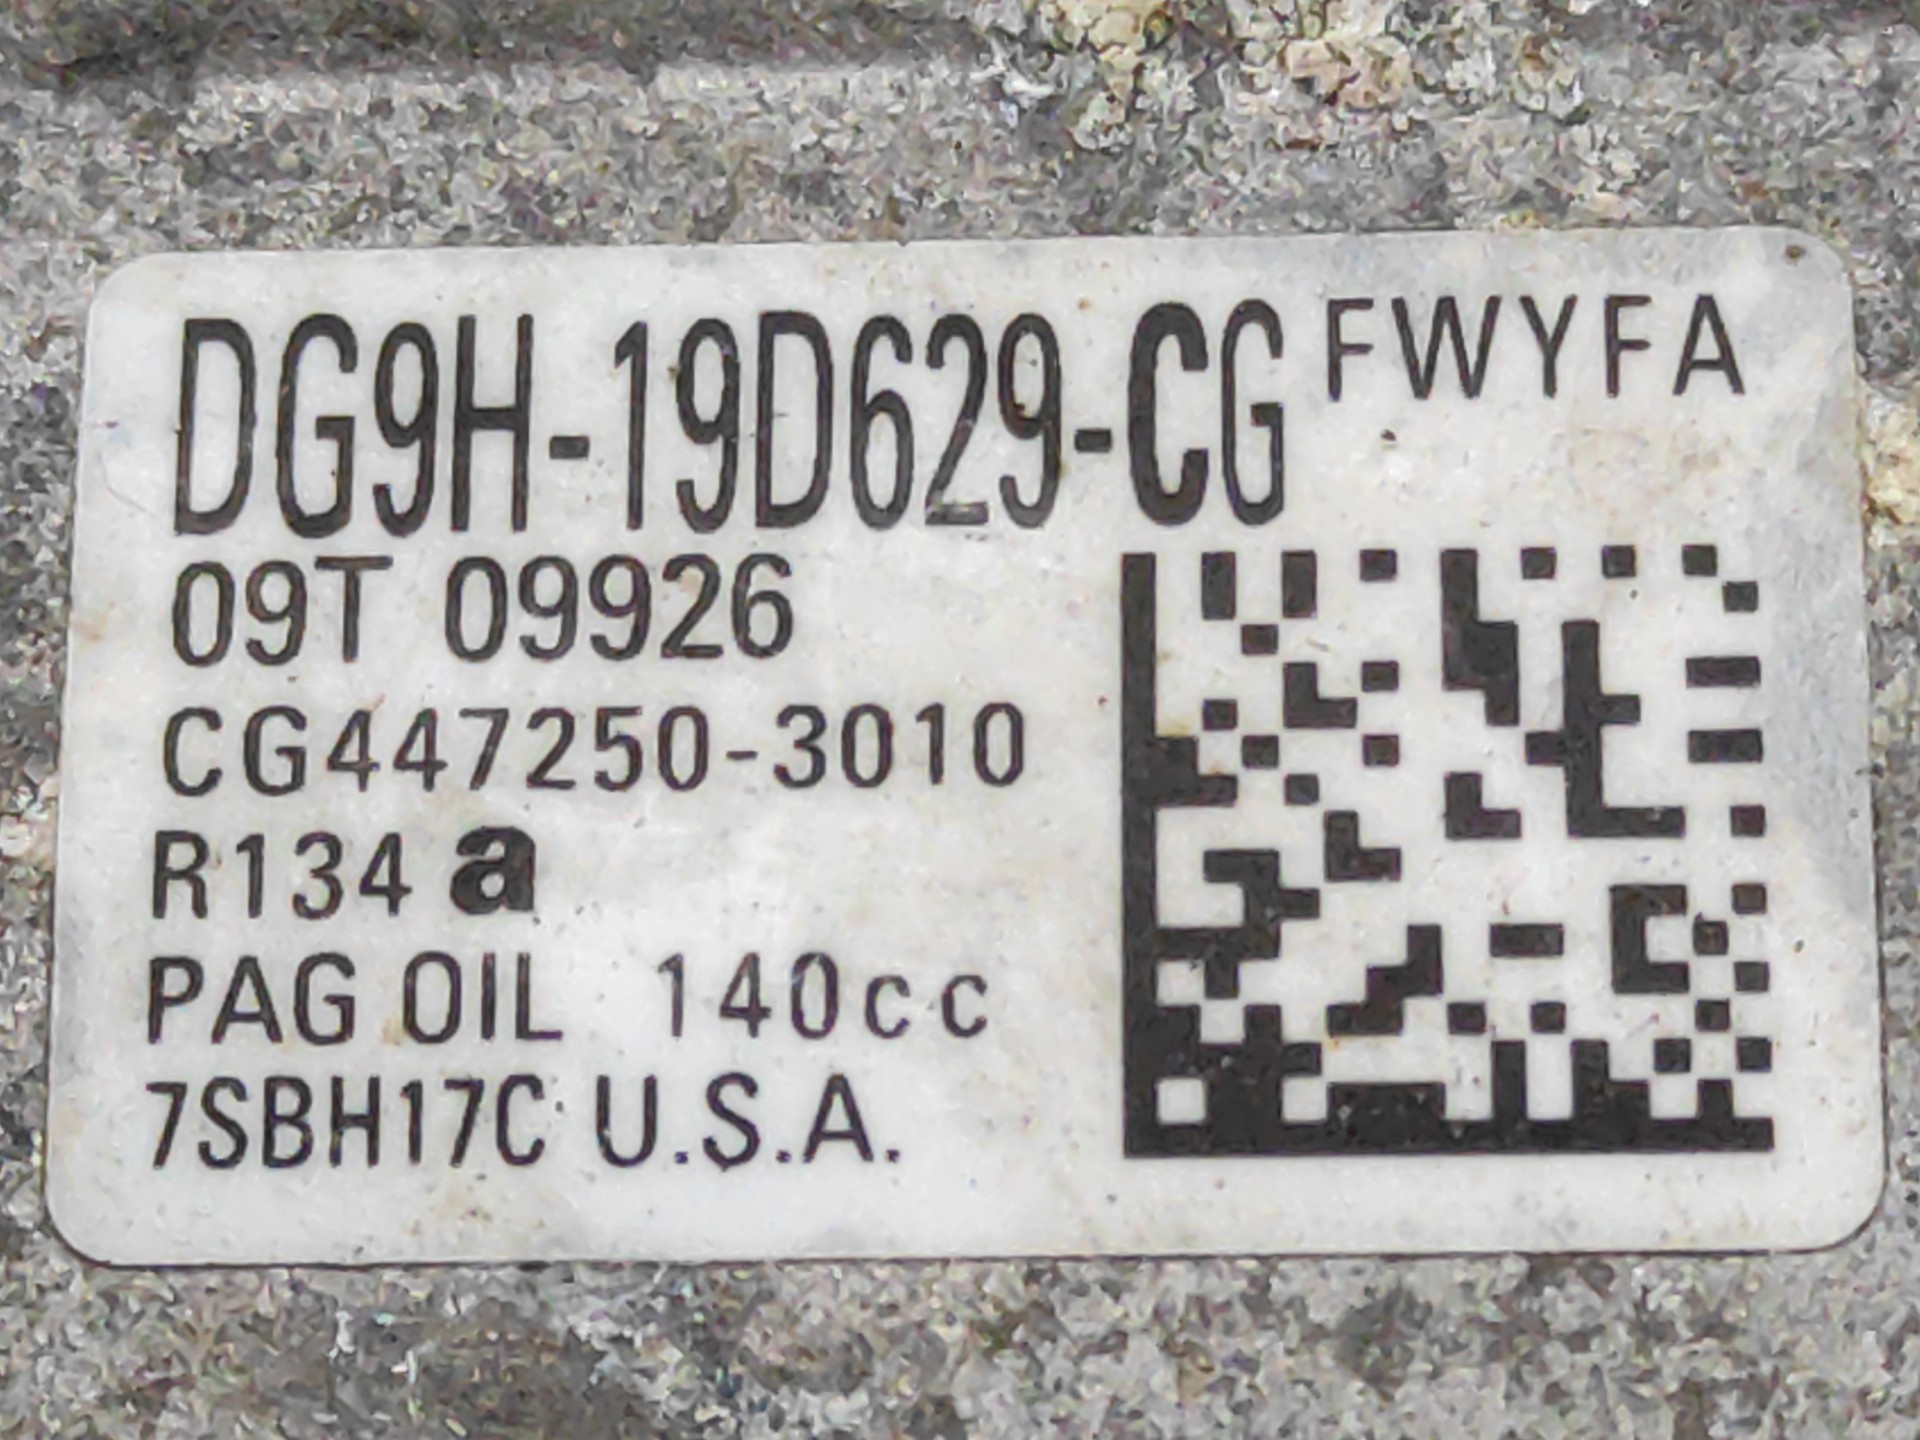 DG9H-19D629-CG FWYFA
09T 09926
CG447250-3010
R134a
PAG OIL 140cc
7SBH17C U.S.A.